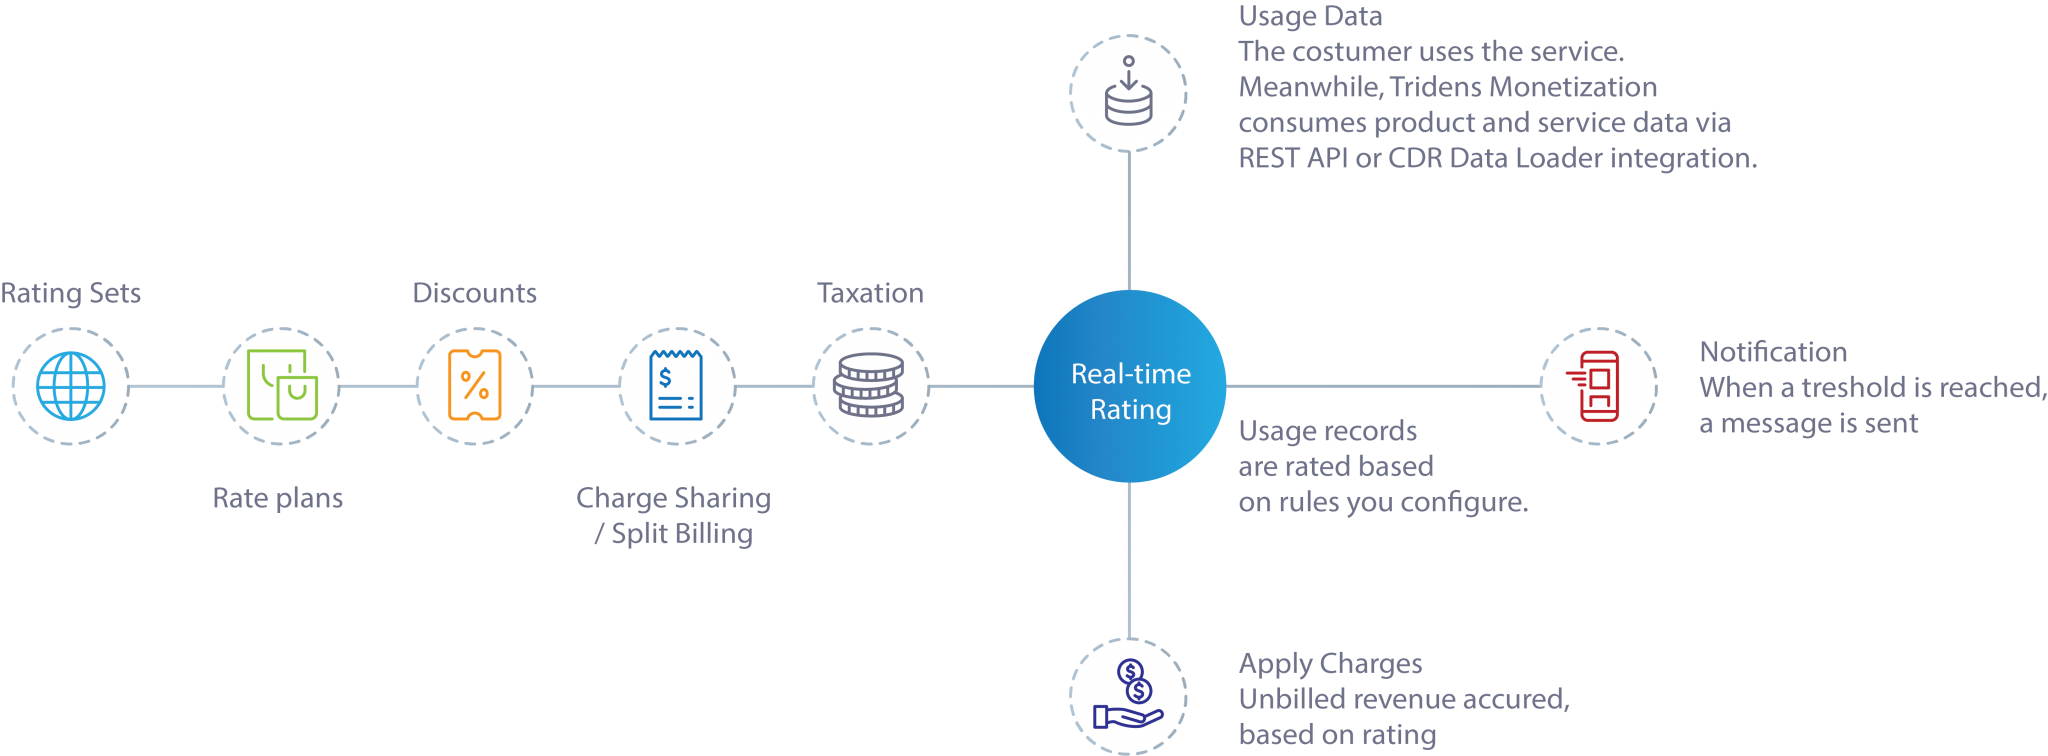 Usage Data
The costumer uses the service.
Meanwhile, Tridens Monetization
consumes product and service data via
REST API or CDR Data Loader integration.
Rating Sets
Rate plans
Discounts
$
Charge Sharing
/ Split Billing
Taxation
Real-time
Rating
Usage records
are rated based
on rules you configure.
Notification
When a treshold is reached,
a message is sent
$
$
Apply Charges
Unbilled revenue accured,
based on rating